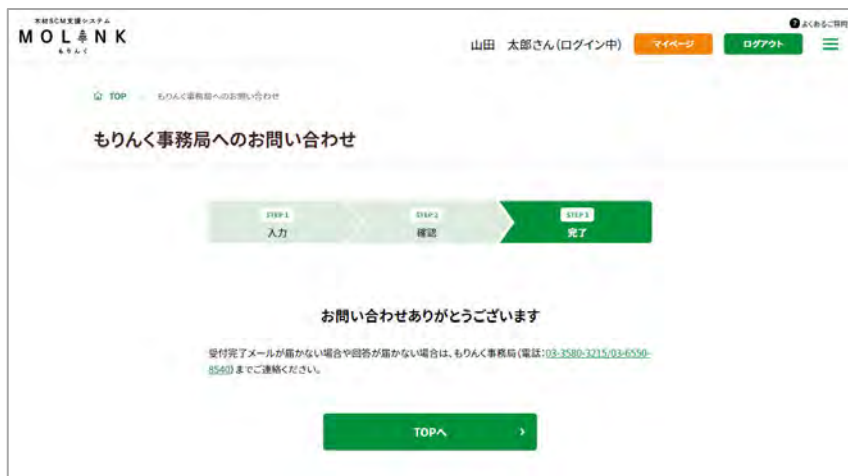 木材SCM支援システム
MOLINK
もりんく
よくあるご質問
山田 太郎さん（ログイン中）
マイページ
ログアウト
TOP
もりんく事務局へのお問い合わせ
もりんく事務局へのお問い合わせ
STEP 1
入力
STEP 2
確認
STEP 3
完了
お問い合わせありがとうございます
受付完了メールが届かない場合や回答が届かない場合は、もりんく事務局（電話：03-3580-3215/03-6550-
8540）までご連絡ください。
TOPへ